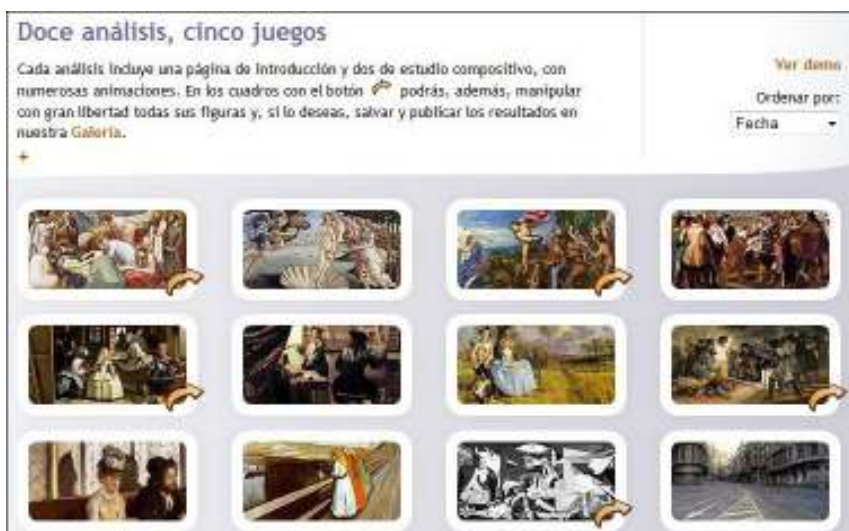 Doce análisis, cinco juegos
Cada análisis incluye una página de introducción y dos de estudio compositivo, con
numerosas animaciones. En los cuadros con el botón podrás, además, manipular
con gran libertad todas sus figuras y, si lo deseas, salvar y publicar los resultados en
nuestra Galería.
+
Ver demo
Ordenar por:
Fecha